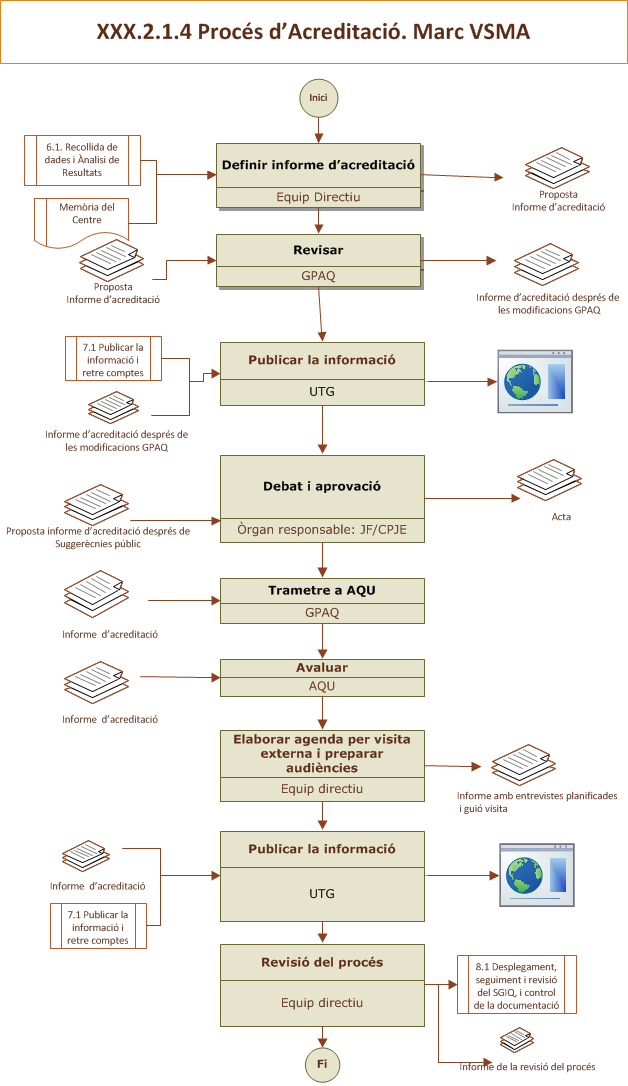 XXX.2.1.4 Procés d’Acreditació. Marc VSMA
Inici
6.1. Recollida de
dades i Ànalisi de
Resultats
Memòria del
Centre
Definir informe d’acreditació
Equip Directiu
Proposta
Informe d’acreditació
Proposta
Informe d’acreditació
Revisar
GPAQ
Informe d’acreditació després de
les modificacions GPAQ
7.1 Publicar la
informació i
retre comptes
Informe d’acreditació després de
les modificacions GPAQ
Publicar la informació
UTG
Proposta informe d’acreditació després de
Suggerècnies públic
Debat i aprovació
Òrgan responsable: JF/CPJE
Acta
Informe d’acreditació
Trametre a AQU
GPAQ
Informe d’acreditació
Avaluar
AQU
Elaborar agenda per visita
externa i preparar
audiències
Equip directiu
Informe amb entrevistes planificades
i guió visita
Informe d’acreditació
7.1 Publicar la
informació i
retre comptes
Publicar la informació
UTG
Revisió del procés
Equip directiu
8.1 Desplegament,
seguiment i revisió
del SGIQ, i control
de la documentació
Informe de la revisió del procés
Fi